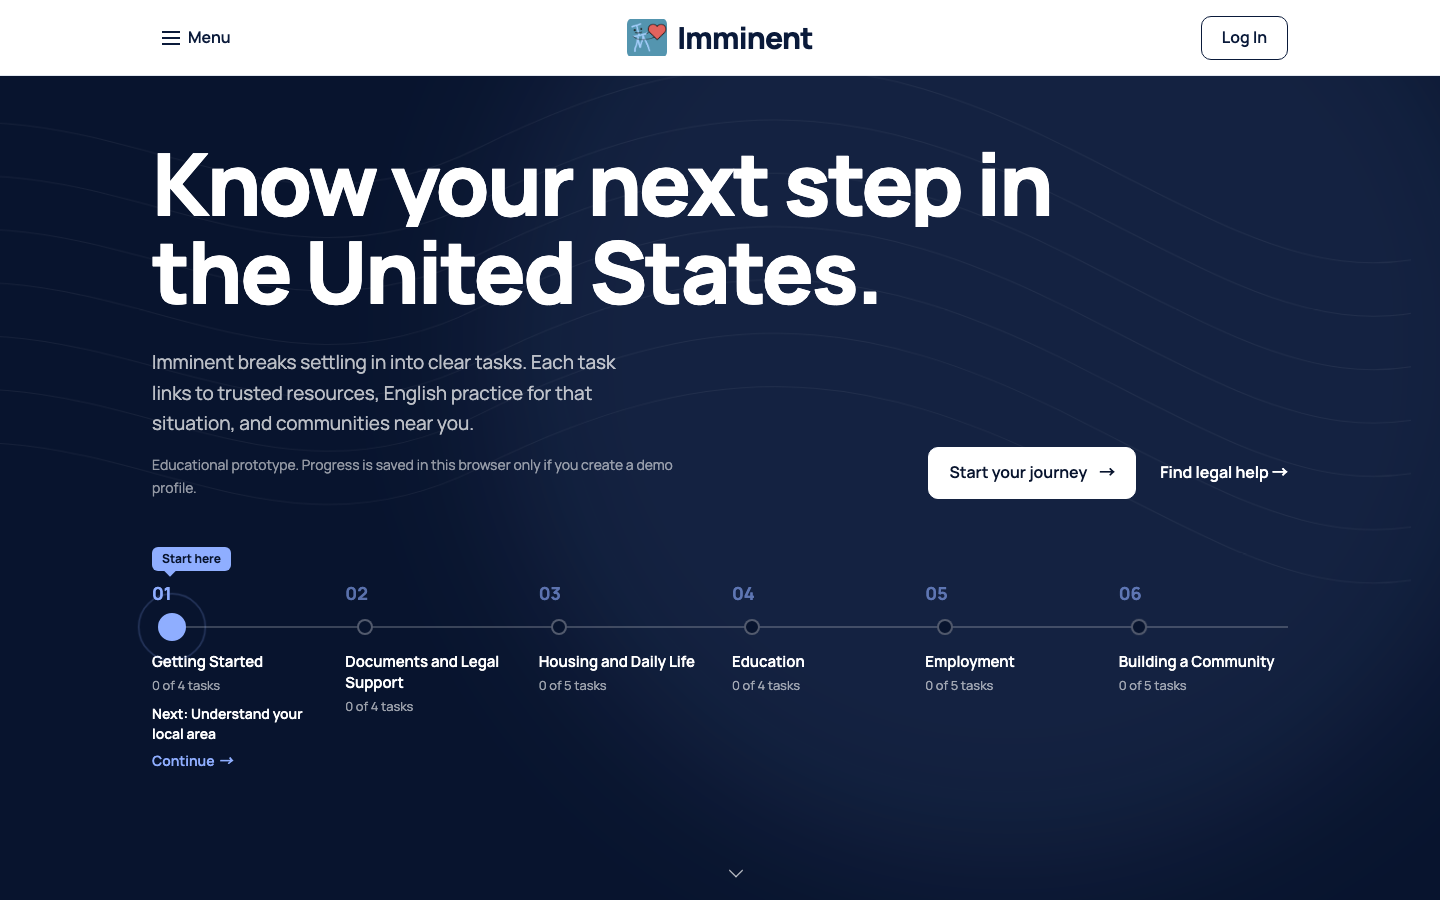 Menu
Imminent
Log In
Know your next step in
the United States.
Imminent breaks settling in into clear tasks. Each task
links to trusted resources, English practice for that
situation, and communities near you.
Educational prototype. Progress is saved in this browser only if you create a demo
profile.
Start your journey →
Find legal help →
Start here
01
Getting Started
0 of 4 tasks
Next: Understand your
local area
Continue →
02
Documents and Legal
Support
0 of 4 tasks
03
Housing and Daily Life
0 of 5 tasks
04
Education
0 of 4 tasks
05
Employment
0 of 5 tasks
06
Building a Community
0 of 5 tasks